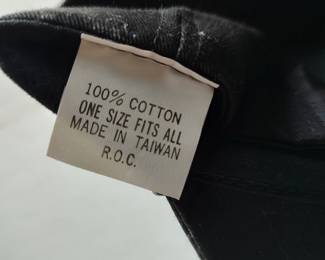 100% COTTON
ONE SIZE FITS ALL
MADE IN TAIWAN
R.O.C.